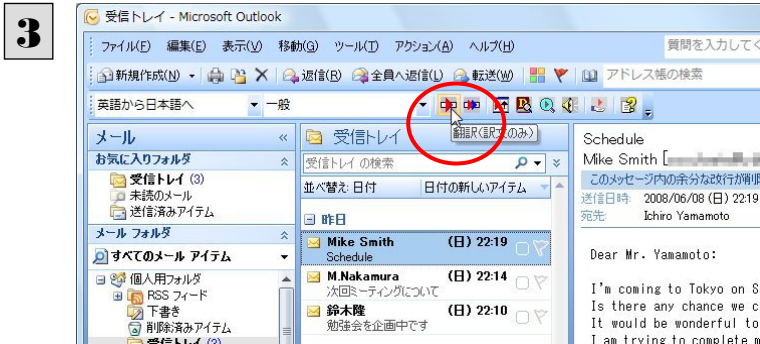 3
受信トレイ - Microsoft Outlook
ファイル(F) 編集(E) 表示(V) 移動(G) ツール(T) アクション(A) ヘルプ(H)
質問を入力してく
新規作成(N) 返信(R) 全員へ返信(L) 転送(W) アドレス帳の検索
英語から日本語へ 一般
翻訳(訳文のみ)
メール «
お気に入りフォルダ
受信トレイ (3)
未読のメール
送信済みアイテム
メール フォルダ
すべてのメール アイテム
個人用フォルダ
RSS フィード
下書き
削除済みアイテム
受信トレイ (3)
受信トレイ
受信トレイ の検索
並べ替え: 日付 日付の新しいアイテム
昨日
Mike Smith (日) 22:19
Schedule
M.Nakamura (日) 22:14
次回ミーティングについて
鈴木隆 (日) 22:10
勉強会を企画中です
Schedule
Mike Smith [
このメッセージ内の余分な改行が削除
送信日時: 2008/06/08 (日) 22:19
宛先: Ichiro Yamamoto
Dear Mr. Yamamoto:
I'm coming to Tokyo on S
Is there any chance we c
It would be wonderful to
I am trying to complete m